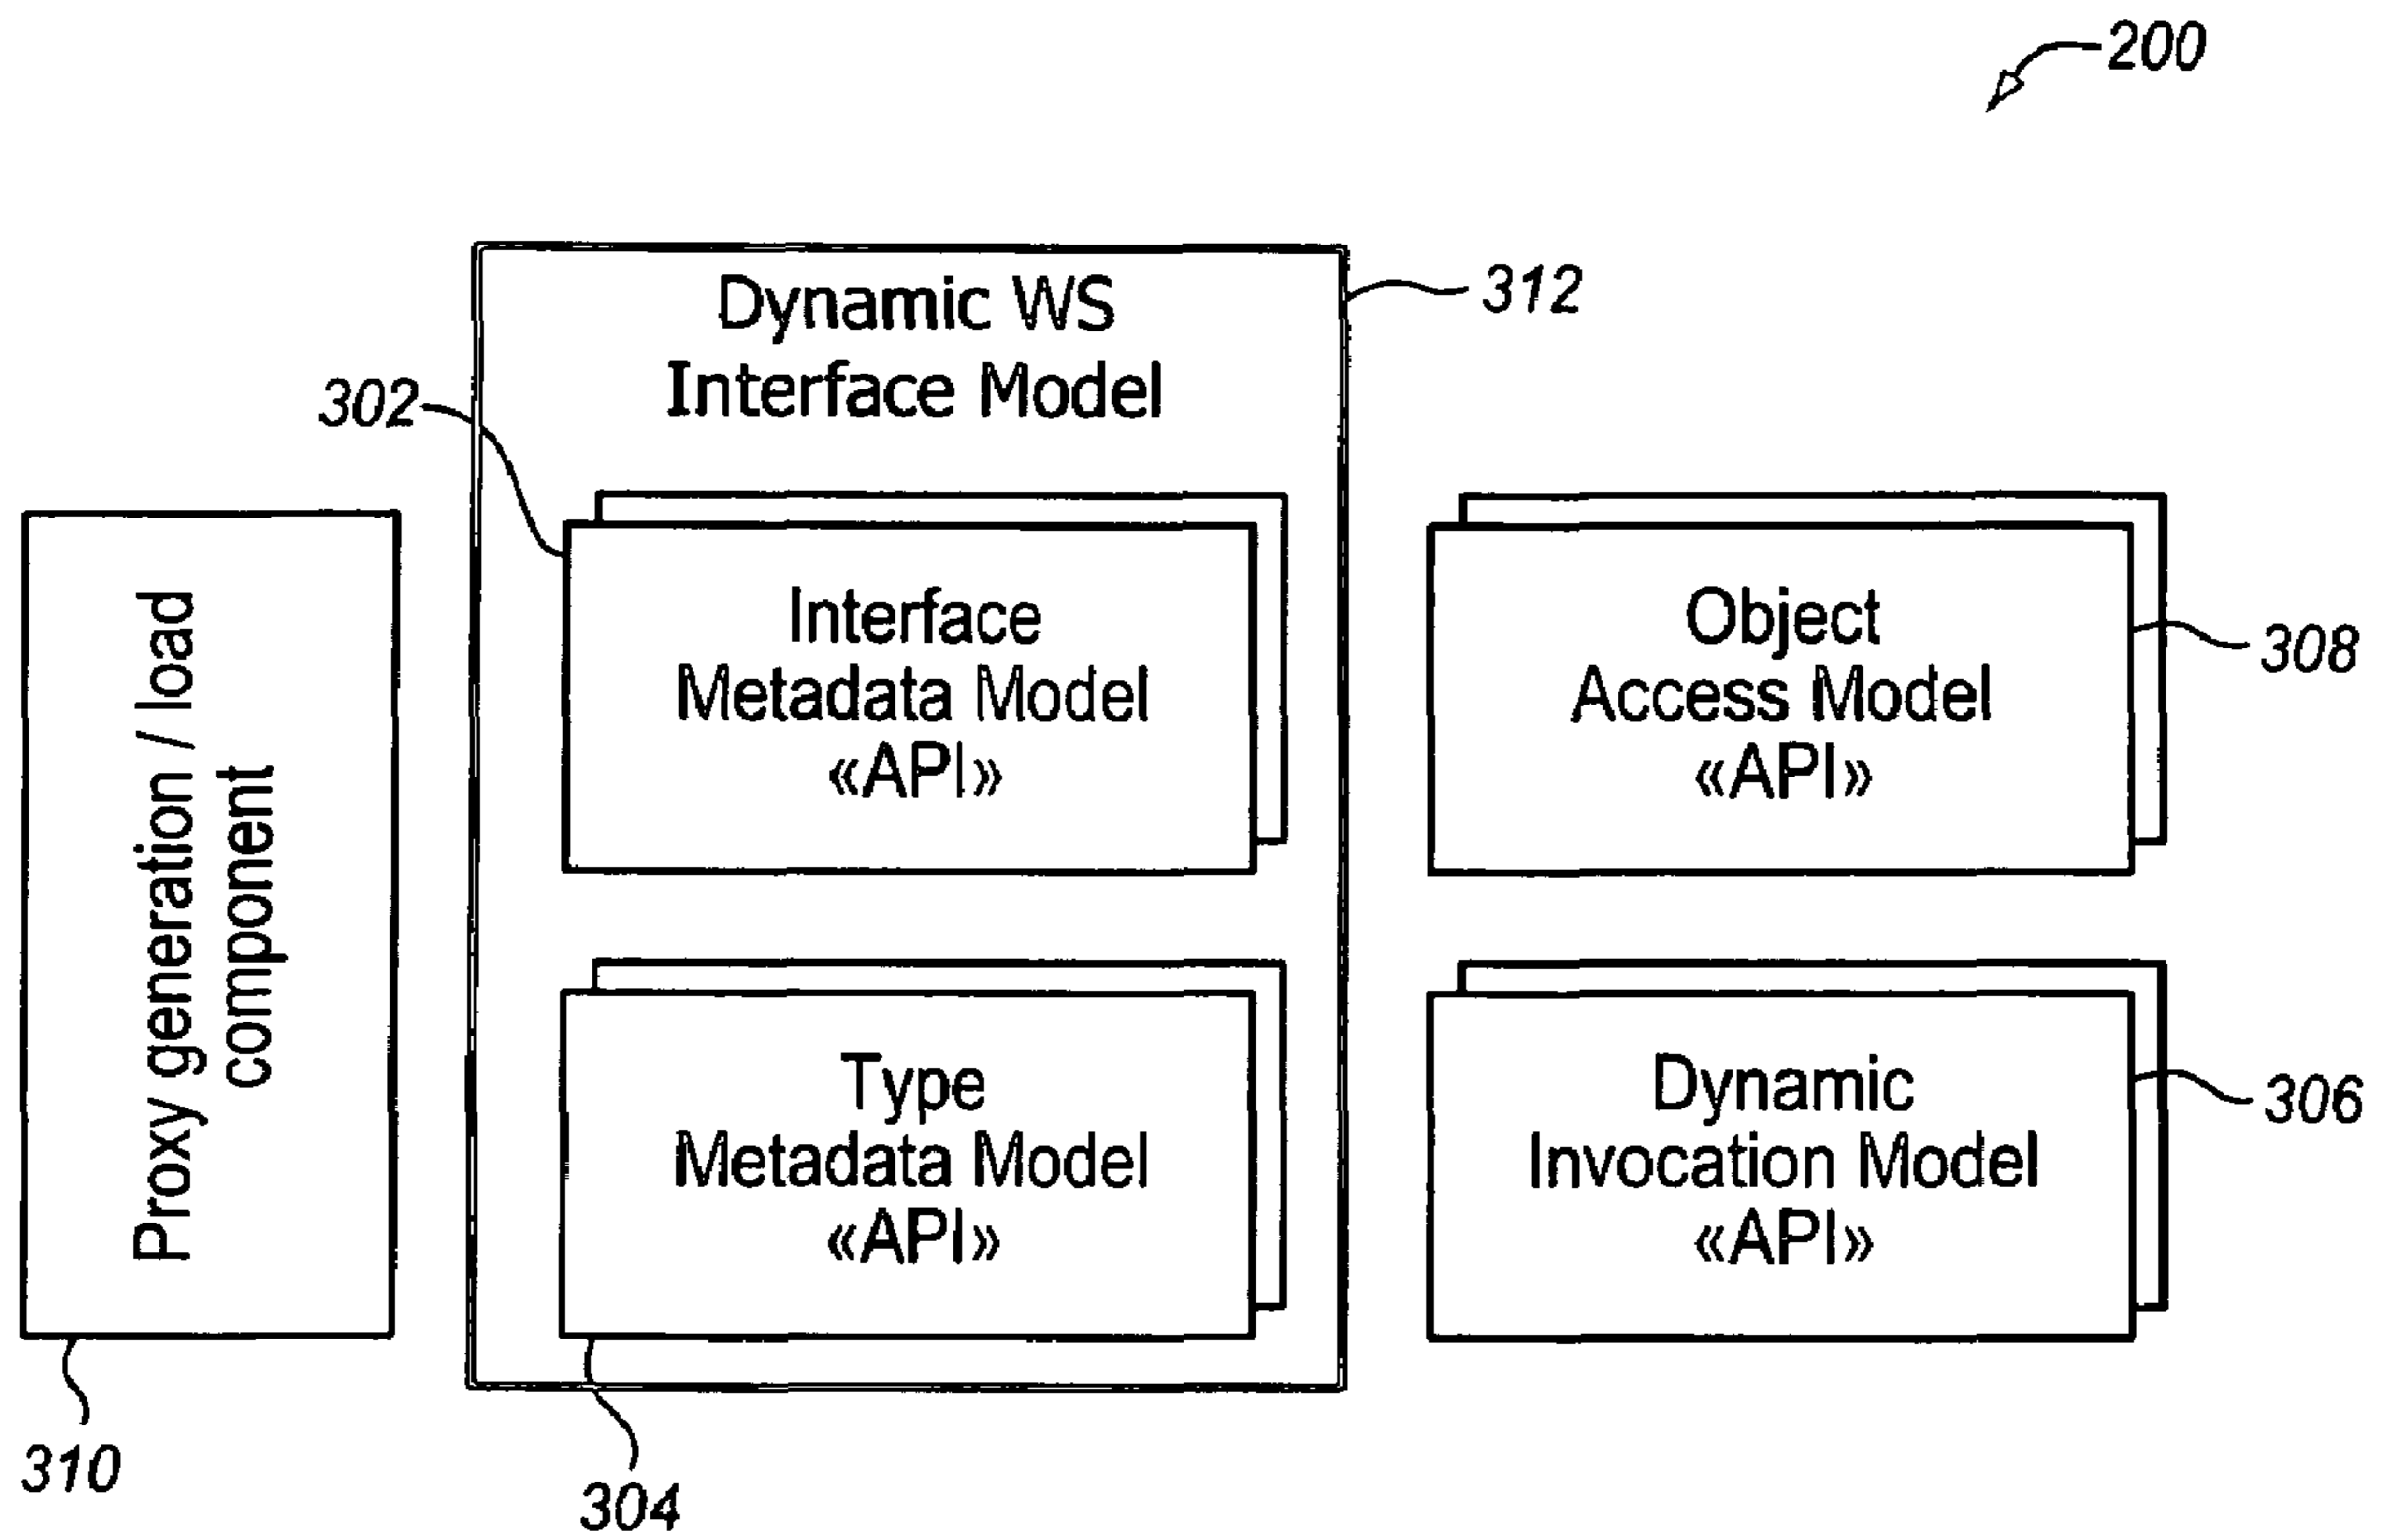 200
Dynamic WS
Interface Model
312
302
Interface
Metadata Model
«API»
Object
Access Model
«API»
308
Proxy generation / load
component
Type
Metadata Model
«API»
Dynamic
Invocation Model
«API»
306
310
304